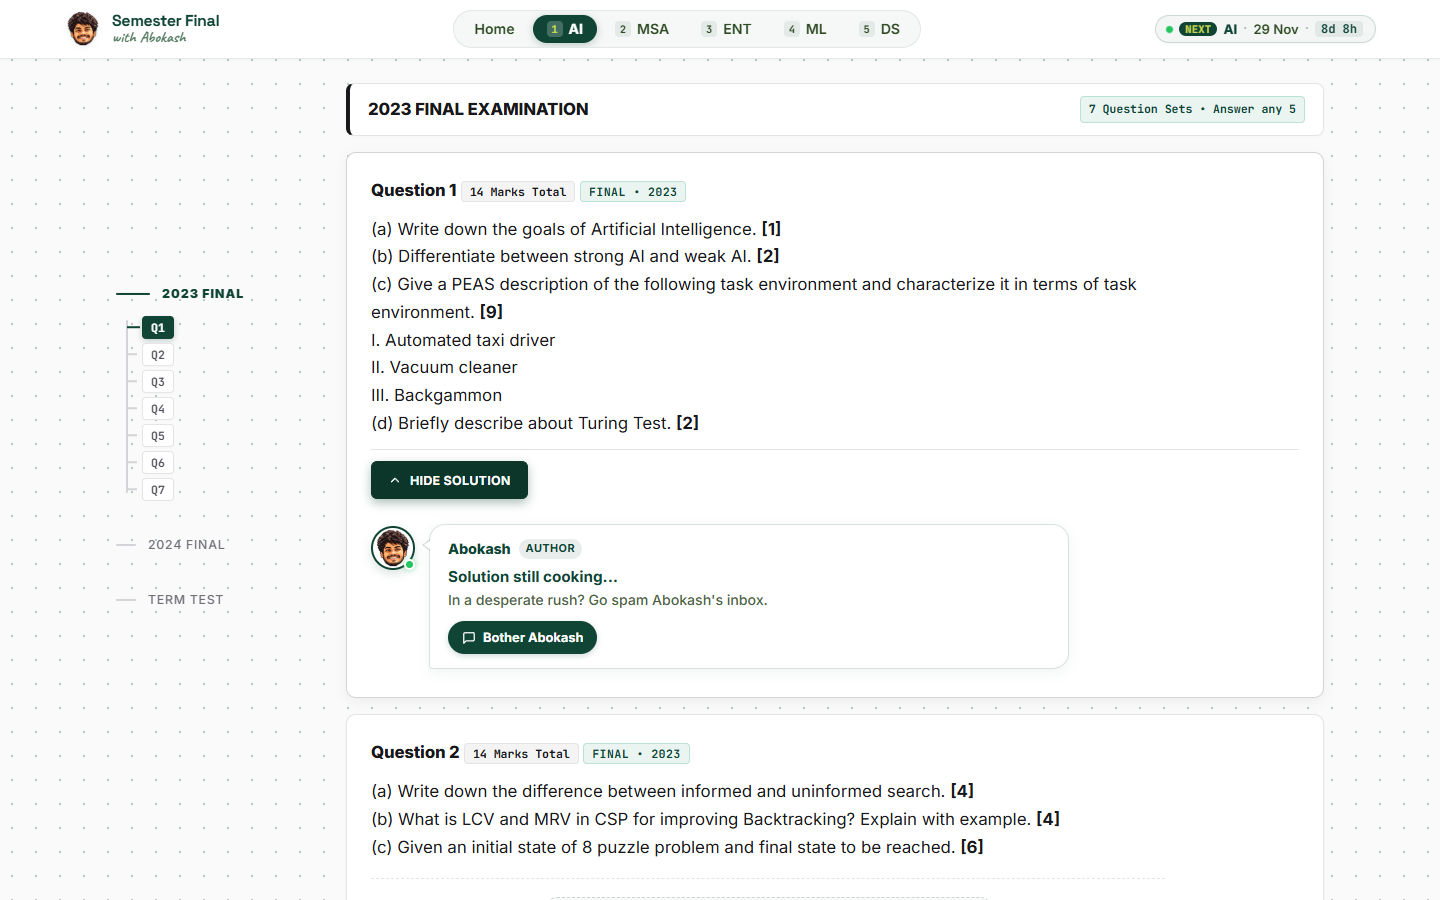 Semester Final
with Abokash
Home
1 AI
2 MSA
3 ENT
4 ML
5 DS
NEXT AI · 29 Nov · 8d 8h
2023 FINAL
Q1
Q2
Q3
Q4
Q5
Q6
Q7
2024 FINAL
TERM TEST
2023 FINAL EXAMINATION
7 Question Sets • Answer any 5
Question 1 14 Marks Total FINAL • 2023
(a) Write down the goals of Artificial Intelligence. [1]
(b) Differentiate between strong AI and weak AI. [2]
(c) Give a PEAS description of the following task environment and characterize it in terms of task
environment. [9]
I. Automated taxi driver
II. Vacuum cleaner
III. Backgammon
(d) Briefly describe about Turing Test. [2]
HIDE SOLUTION
Abokash AUTHOR
Solution still cooking...
In a desperate rush? Go spam Abokash's inbox.
Bother Abokash
Question 2 14 Marks Total FINAL • 2023
(a) Write down the difference between informed and uninformed search. [4]
(b) What is LCV and MRV in CSP for improving Backtracking? Explain with example. [4]
(c) Given an initial state of 8 puzzle problem and final state to be reached. [6]